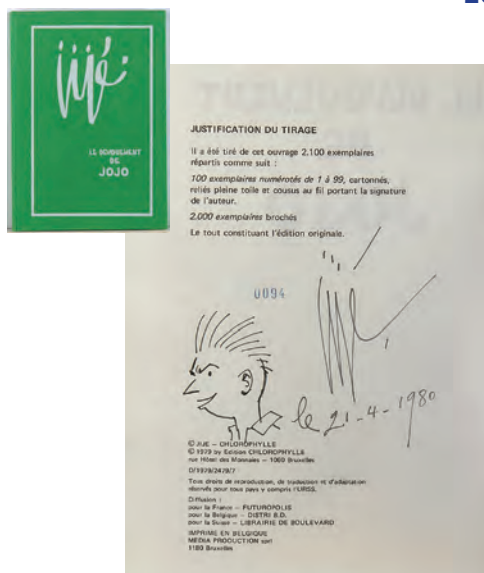 jijé
LE
DE
JOJO
JUSTIFICATION DU TIRAGE
Il a été tiré de cet ouvrage 2,100 exemplaires
répartis comme suit :
100 exemplaires numérotés de 1 à 99, cartonnés,
reliés pleine toile et cousus au fil portant la signature
de l'auteur.
2.000 exemplaires brochés
Le tout constituant l'édition originale.
0094
jijé
le 21-4-1980
© JIJE – CHLOROPHYLLE
© 1979 by Edition CHLOROPHYLLE
rue Hôtel des Monnaies – 1060 Bruxelles
D/1979/2479/7
Tous droits de reproduction, de traduction et d'adaptation
réservés pour tous pays y compris l'URSS.
Diffusion :
pour la France – FUTUROPOLIS
pour la Belgique – DISTRI B.D.
pour la Suisse – LIBRAIRIE DE BOULEVARD
IMPRIME EN BELGIQUE
MEDIA PRODUCTION sprl
1180 Bruxelles